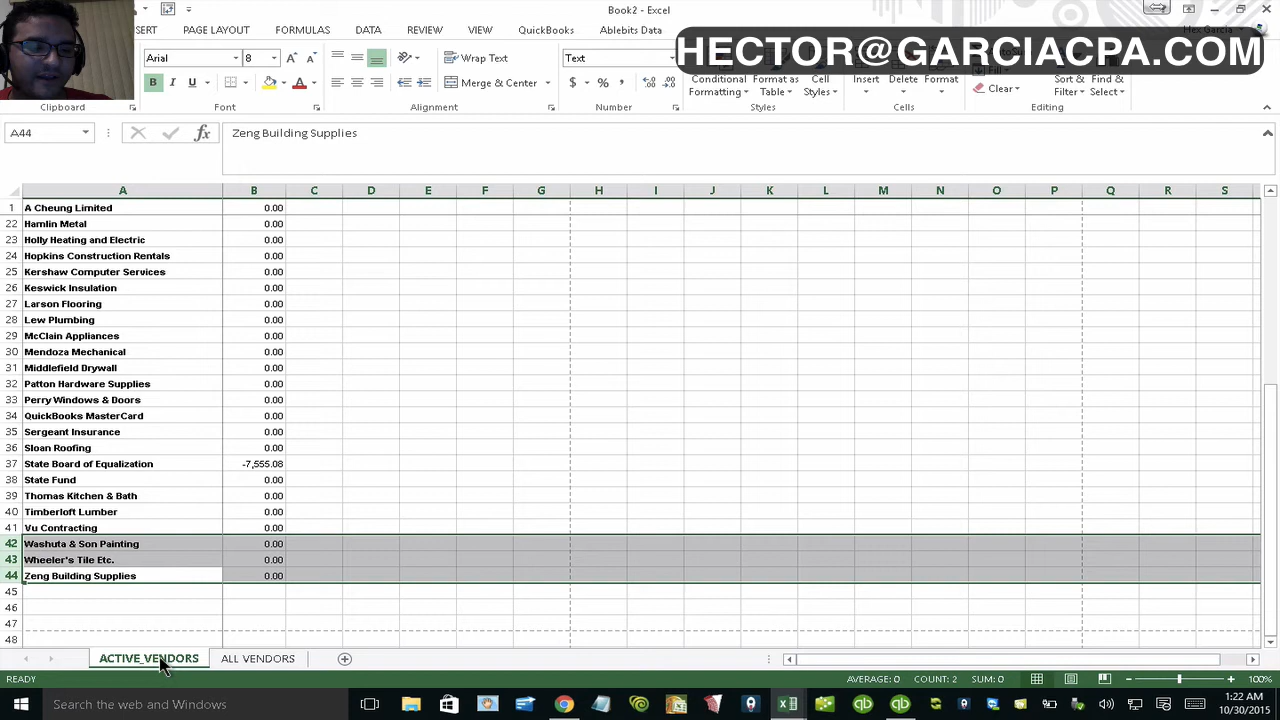 Book2 - Excel
SERT PAGE LAYOUT FORMULAS DATA REVIEW VIEW QuickBooks Ablebits Data Hex Garcia
HECTOR@GARCIACPA.COM
Arial 8 A A Wrap Text Text
B I U A Merge & Center $ % , .0 .00 Conditional Formatting Format as Table Cell Styles Insert Delete Format Fill Clear Sort & Filter Find & Select
Clipboard Font Alignment Number Styles Cells Editing
A44 fx Zeng Building Supplies
A B C D E F G H I J K L M N O P Q R S
1 A Cheung Limited 0.00
22 Hamlin Metal 0.00
23 Holly Heating and Electric 0.00
24 Hopkins Construction Rentals 0.00
25 Kershaw Computer Services 0.00
26 Keswick Insulation 0.00
27 Larson Flooring 0.00
28 Lew Plumbing 0.00
29 McClain Appliances 0.00
30 Mendoza Mechanical 0.00
31 Middlefield Drywall 0.00
32 Patton Hardware Supplies 0.00
33 Perry Windows & Doors 0.00
34 QuickBooks MasterCard 0.00
35 Sergeant Insurance 0.00
36 Sloan Roofing 0.00
37 State Board of Equalization -7,555.08
38 State Fund 0.00
39 Thomas Kitchen & Bath 0.00
40 Timberloft Lumber 0.00
41 Vu Contracting 0.00
42 Washuta & Son Painting 0.00
43 Wheeler's Tile Etc. 0.00
44 Zeng Building Supplies 0.00
45
46
47
48
ACTIVE_VENDORS ALL VENDORS
READY AVERAGE: 0 COUNT: 2 SUM: 0 100%
Search the web and Windows 1:22 AM
10/30/2015